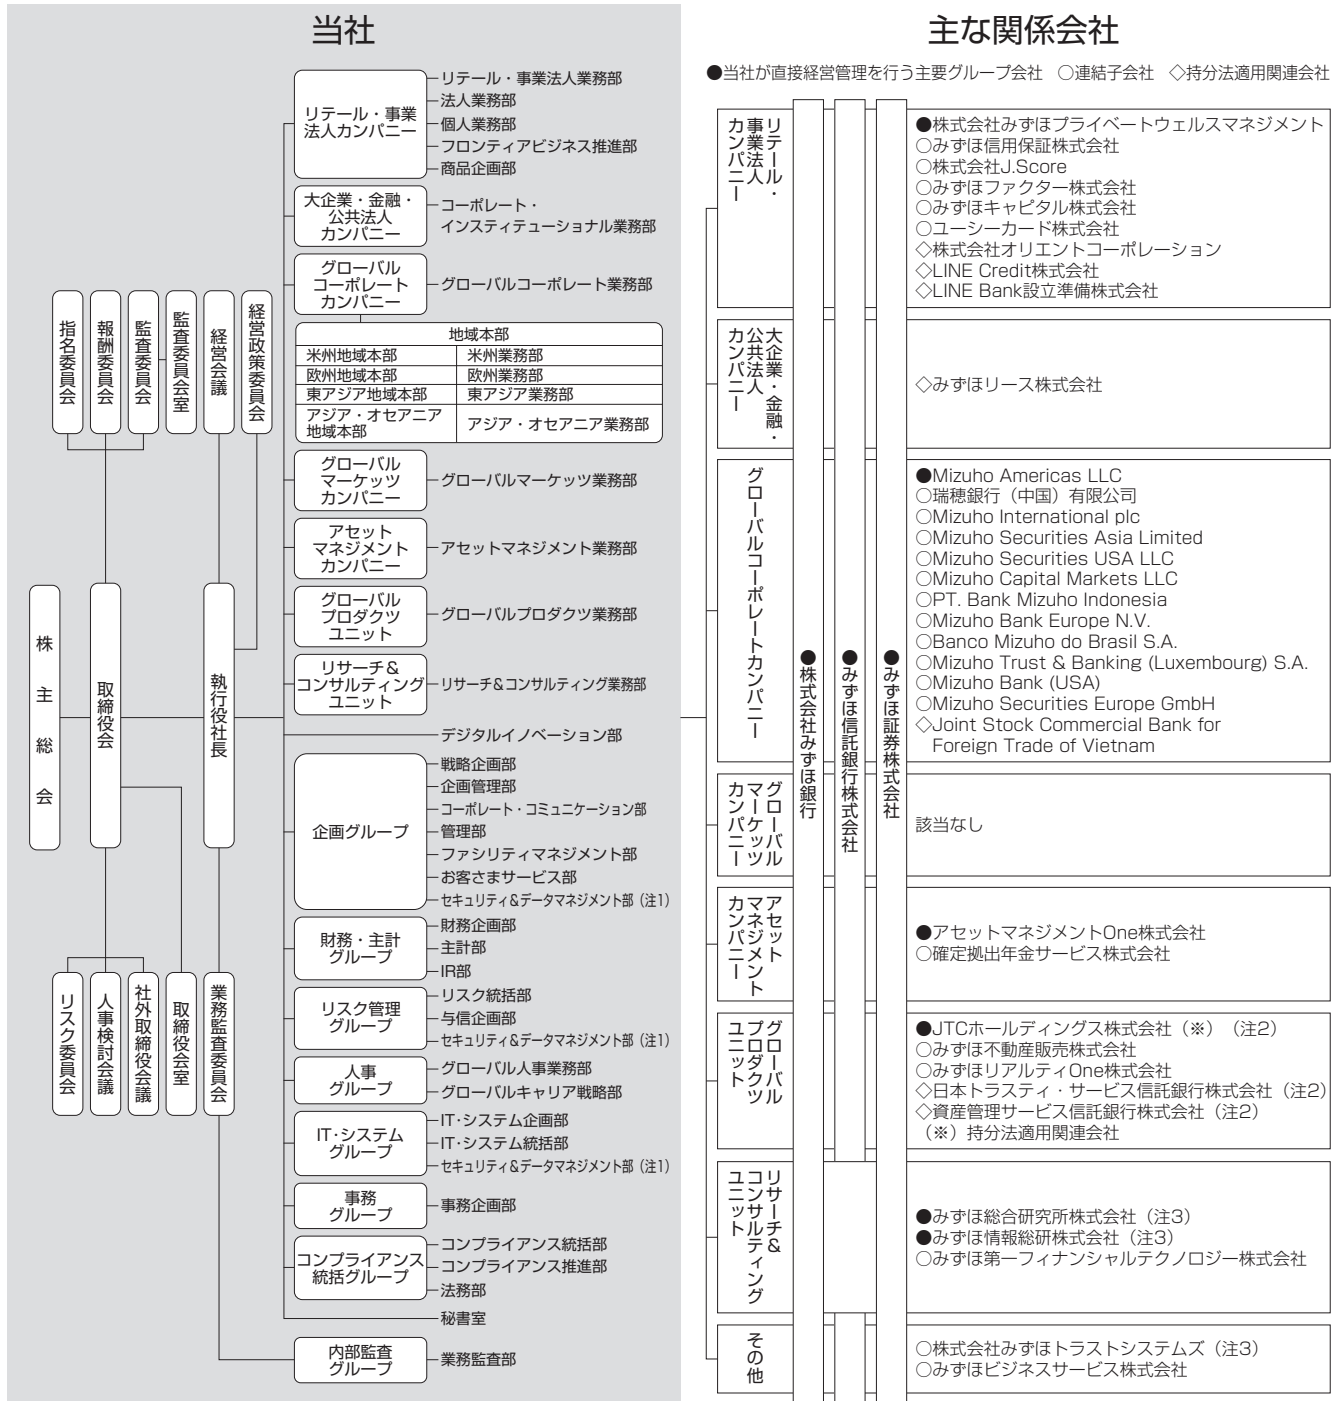 当社
リテール・事業
法人カンパニー
リテール・事業法人業務部
法人業務部
個人業務部
フロンティアビジネス推進部
商品企画部
大企業・金融・
公共法人
カンパニー
コーポレート・
インスティテューショナル業務部
グローバル
コーポレート
カンパニー
グローバルコーポレート業務部
地域本部
米州地域本部
米州業務部
欧州地域本部
欧州業務部
東アジア地域本部
東アジア業務部
アジア・オセアニア
地域本部
アジア・オセアニア業務部
グローバル
マーケッツ
カンパニー
グローバルマーケッツ業務部
アセット
マネジメント
カンパニー
アセットマネジメント業務部
グローバル
プロダクツ
ユニット
グローバルプロダクツ業務部
リサーチ&
コンサルティング
ユニット
リサーチ&コンサルティング業務部
デジタルイノベーション部
企画グループ
戦略企画部
企画管理部
コーポレート・コミュニケーション部
管理部
ファシリティマネジメント部
お客さまサービス部
セキュリティ&データマネジメント部(注1)
財務・主計
グループ
財務企画部
主計部
IR部
リスク管理
グループ
リスク統括部
与信企画部
セキュリティ&データマネジメント部(注1)
人事
グループ
グローバル人事業務部
グローバルキャリア戦略部
IT・システム
グループ
IT・システム企画部
IT・システム統括部
セキュリティ&データマネジメント部(注1)
事務
グループ
事務企画部
コンプライアンス
統括グループ
コンプライアンス統括部
コンプライアンス推進部
法務部
秘書室
内部監査
グループ
業務監査部
指名委員会
報酬委員会
監査委員会
監査委員会室
経営会議
経営政策委員会
株主総会
取締役会
執行役社長
リスク委員会
人事検討会議
社外取締役会議
取締役会室
業務監査委員会
主な関係会社
●当社が直接経営管理を行う主要グループ会社 ○連結子会社 ◇持分法適用関連会社
リテール・
事業法人
カンパニー
●株式会社みずほプライベートウェルスマネジメント
○みずほ信用保証株式会社
○株式会社J.Score
○みずほファクター株式会社
○みずほキャピタル株式会社
○ユーシーカード株式会社
◇株式会社オリエントコーポレーション
◇LINE Credit株式会社
◇LINE Bank設立準備株式会社
大企業・金融・
公共法人
カンパニー
◇みずほリース株式会社
グローバルコーポレートカンパニー
●Mizuho Americas LLC
○瑞穂銀行(中国)有限公司
○Mizuho International plc
○Mizuho Securities Asia Limited
○Mizuho Securities USA LLC
○Mizuho Capital Markets LLC
○PT. Bank Mizuho Indonesia
○Mizuho Bank Europe N.V.
○Banco Mizuho do Brasil S.A.
○Mizuho Trust & Banking (Luxembourg) S.A.
○Mizuho Bank (USA)
○Mizuho Securities Europe GmbH
◇Joint Stock Commercial Bank for
Foreign Trade of Vietnam
●株式会社みずほ銀行
●みずほ信託銀行株式会社
●みずほ証券株式会社
グローバル
マーケッツ
カンパニー
該当なし
アセット
マネジメント
カンパニー
●アセットマネジメントOne株式会社
○確定拠出年金サービス株式会社
グローバル
プロダクツ
ユニット
●JTCホールディングス株式会社(※)(注2)
○みずほ不動産販売株式会社
○みずほリアルティOne株式会社
◇日本トラスティ・サービス信託銀行株式会社(注2)
◇資産管理サービス信託銀行株式会社(注2)
(※)持分法適用関連会社
リサーチ&
コンサルティング
ユニット
●みずほ総合研究所株式会社(注3)
●みずほ情報総研株式会社(注3)
○みずほ第一フィナンシャルテクノロジー株式会社
その他
○株式会社みずほトラストシステムズ(注3)
○みずほビジネスサービス株式会社